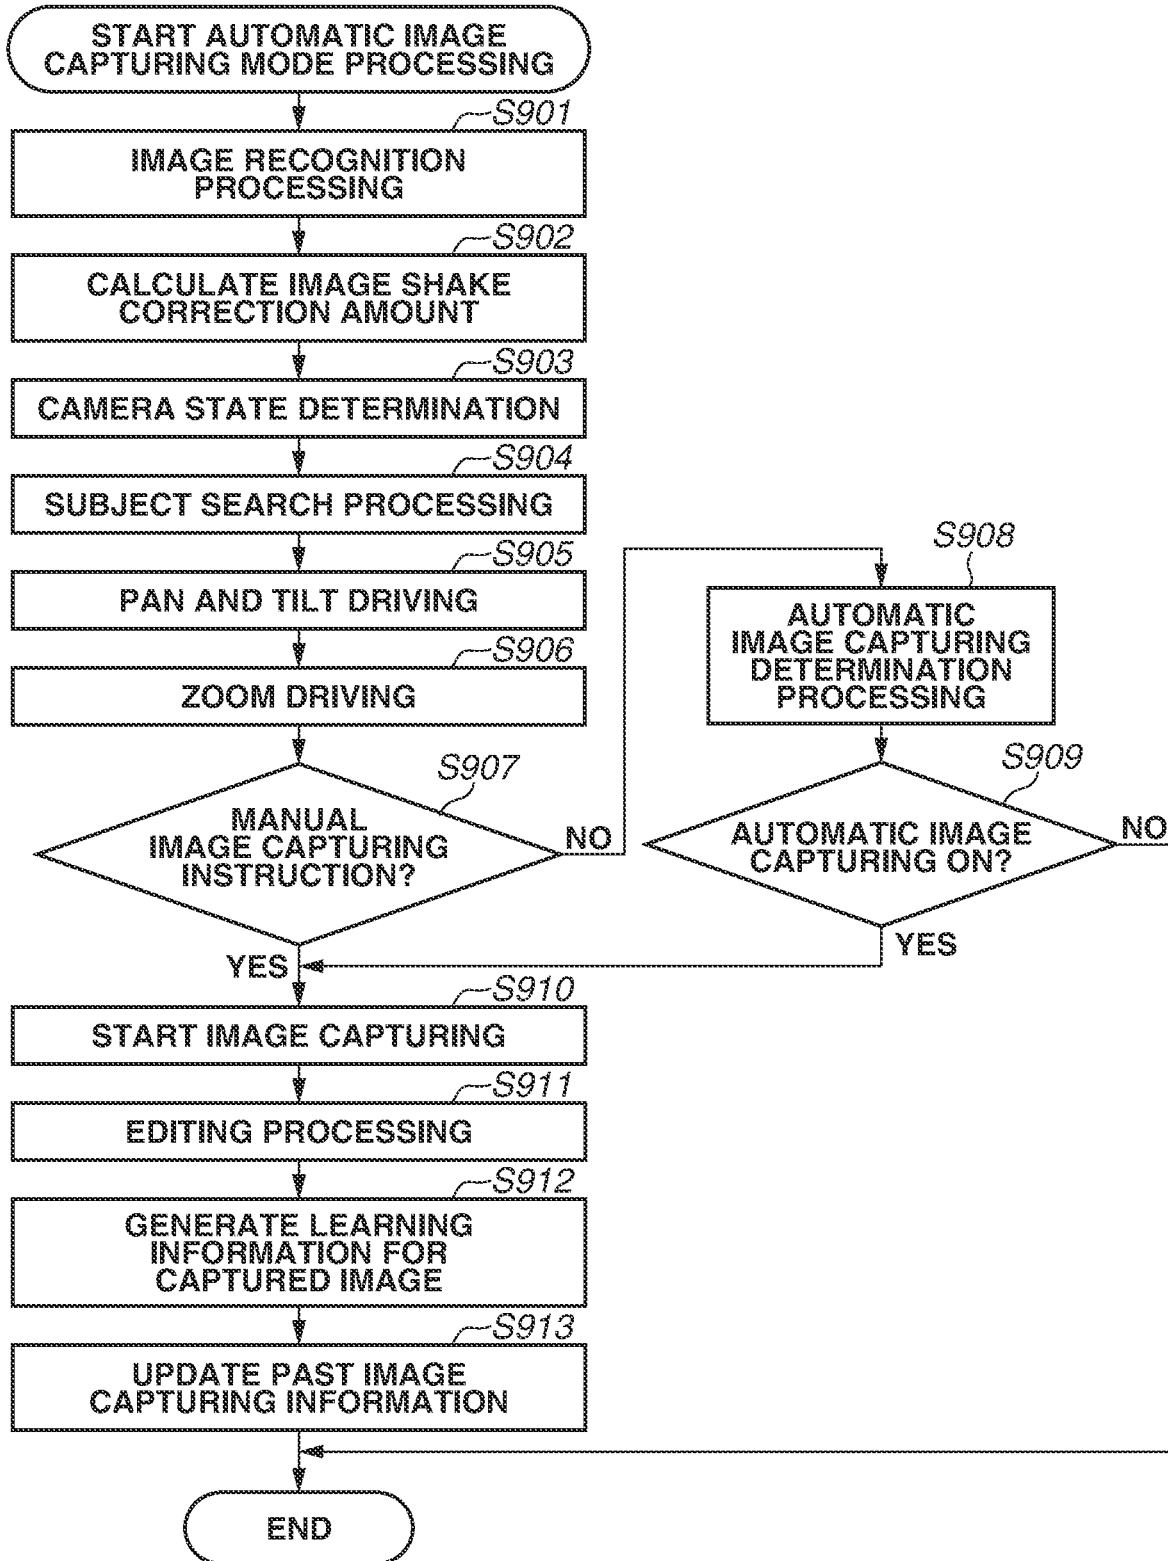 START AUTOMATIC IMAGE
CAPTURING MODE PROCESSING
S901
IMAGE RECOGNITION
PROCESSING
S902
CALCULATE IMAGE SHAKE
CORRECTION AMOUNT
S903
CAMERA STATE DETERMINATION
S904
SUBJECT SEARCH PROCESSING
S905
PAN AND TILT DRIVING
S906
ZOOM DRIVING
S907
MANUAL
IMAGE CAPTURING
INSTRUCTION?
NO
YES
S908
AUTOMATIC
IMAGE CAPTURING
DETERMINATION
PROCESSING
S909
AUTOMATIC IMAGE
CAPTURING ON?
NO
YES
S910
START IMAGE CAPTURING
S911
EDITING PROCESSING
S912
GENERATE LEARNING
INFORMATION FOR
CAPTURED IMAGE
S913
UPDATE PAST IMAGE
CAPTURING INFORMATION
END